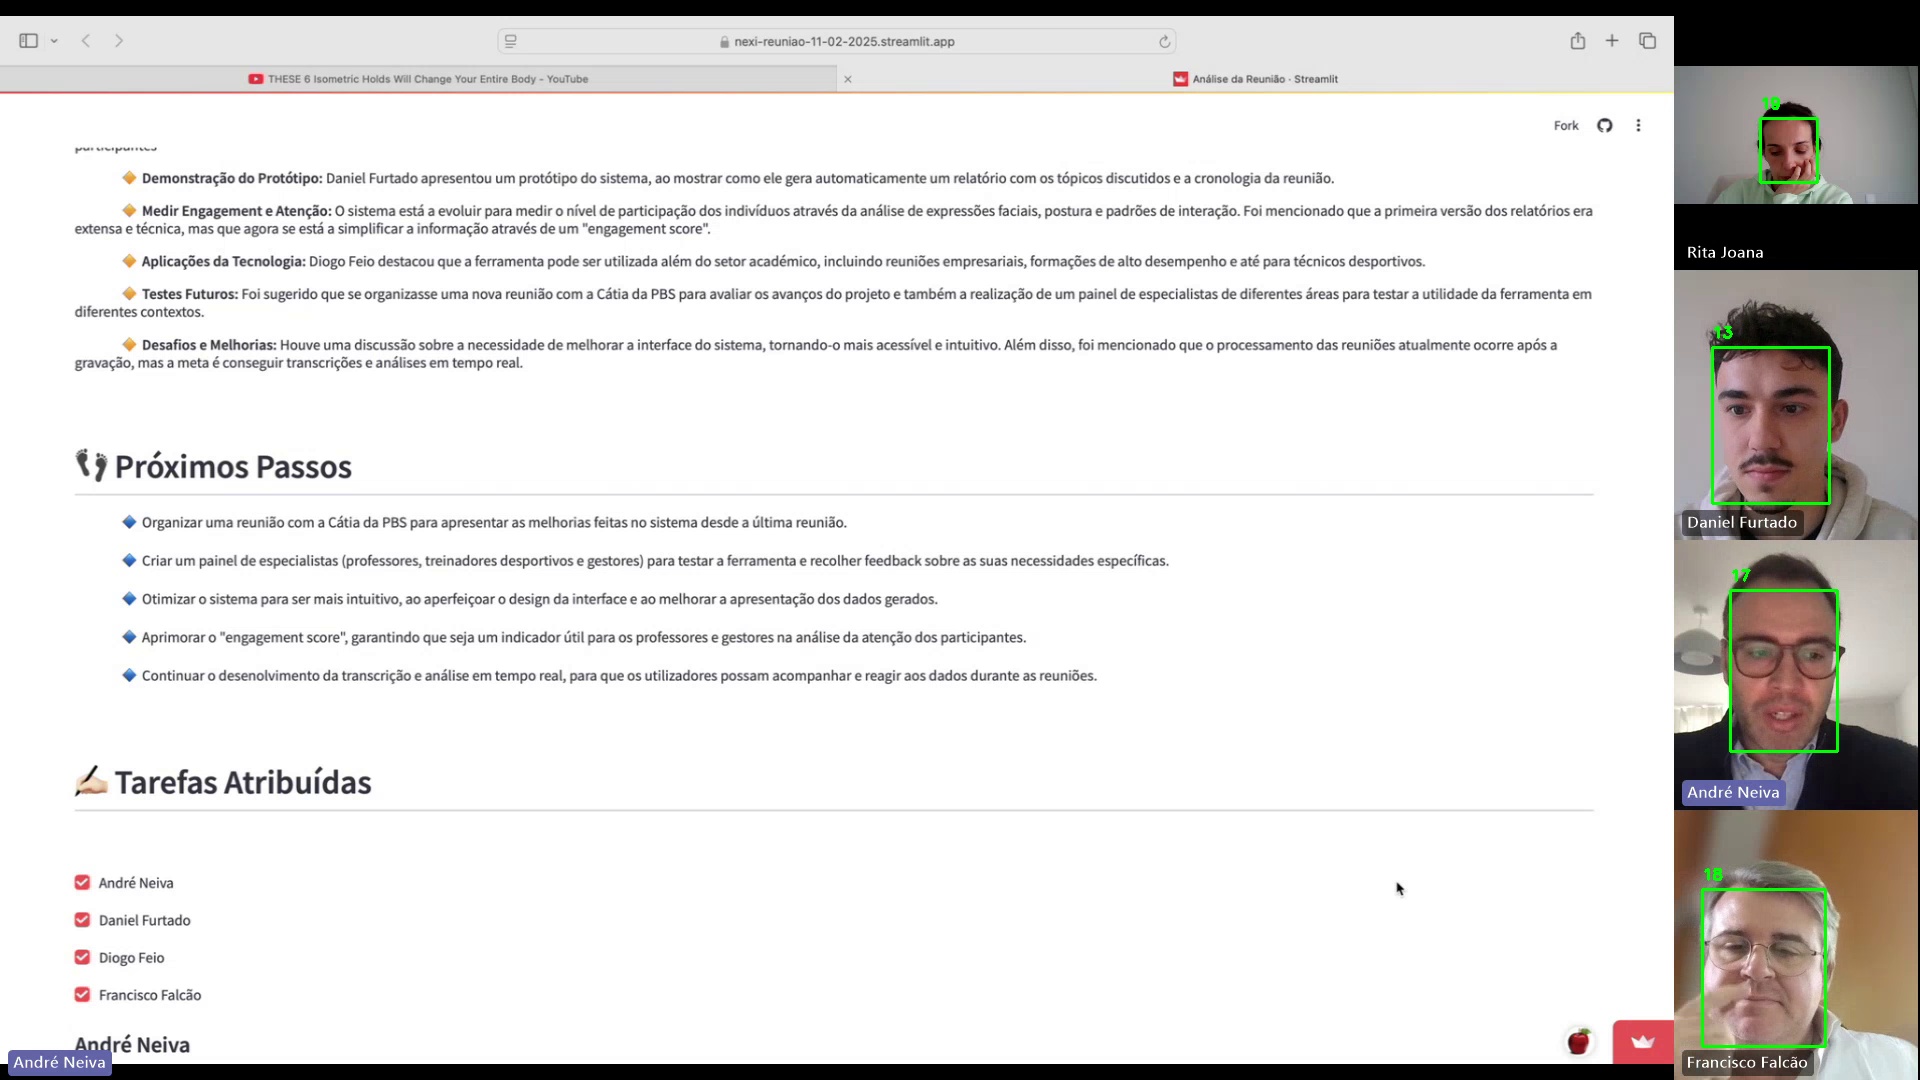 nexi-reuniao-11-02-2025.streamlit.app
THESE 6 Isometric Holds Will Change Your Entire Body - YouTube
Análise da Reunião · Streamlit
Fork
participantes
Demonstração do Protótipo: Daniel Furtado apresentou um protótipo do sistema, ao mostrar como ele gera automaticamente um relatório com os tópicos discutidos e a cronologia da reunião.
Medir Engagement e Atenção: O sistema está a evoluir para medir o nível de participação dos indivíduos através da análise de expressões faciais, postura e padrões de interação. Foi mencionado que a primeira versão dos relatórios era
extensa e técnica, mas que agora se está a simplificar a informação através de um "engagement score".
Aplicações da Tecnologia: Diogo Feio destacou que a ferramenta pode ser utilizada além do setor académico, incluindo reuniões empresariais, formações de alto desempenho e até para técnicos desportivos.
Testes Futuros: Foi sugerido que se organizasse uma nova reunião com a Cátia da PBS para avaliar os avanços do projeto e também a realização de um painel de especialistas de diferentes áreas para testar a utilidade da ferramenta em
diferentes contextos.
Desafios e Melhorias: Houve uma discussão sobre a necessidade de melhorar a interface do sistema, tornando-o mais acessível e intuitivo. Além disso, foi mencionado que o processamento das reuniões atualmente ocorre após a
gravação, mas a meta é conseguir transcrições e análises em tempo real.
Próximos Passos
Organizar uma reunião com a Cátia da PBS para apresentar as melhorias feitas no sistema desde a última reunião.
Criar um painel de especialistas (professores, treinadores desportivos e gestores) para testar a ferramenta e recolher feedback sobre as suas necessidades específicas.
Otimizar o sistema para ser mais intuitivo, ao aperfeiçoar o design da interface e ao melhorar a apresentação dos dados gerados.
Aprimorar o "engagement score", garantindo que seja um indicador útil para os professores e gestores na análise da atenção dos participantes.
Continuar o desenolvimento da transcrição e análise em tempo real, para que os utilizadores possam acompanhar e reagir aos dados durante as reuniões.
Tarefas Atribuídas
André Neiva
Daniel Furtado
Diogo Feio
Francisco Falcão
André Neiva
André Neiva
Rita Joana
13
Daniel Furtado
17
André Neiva
18
Francisco Falcão